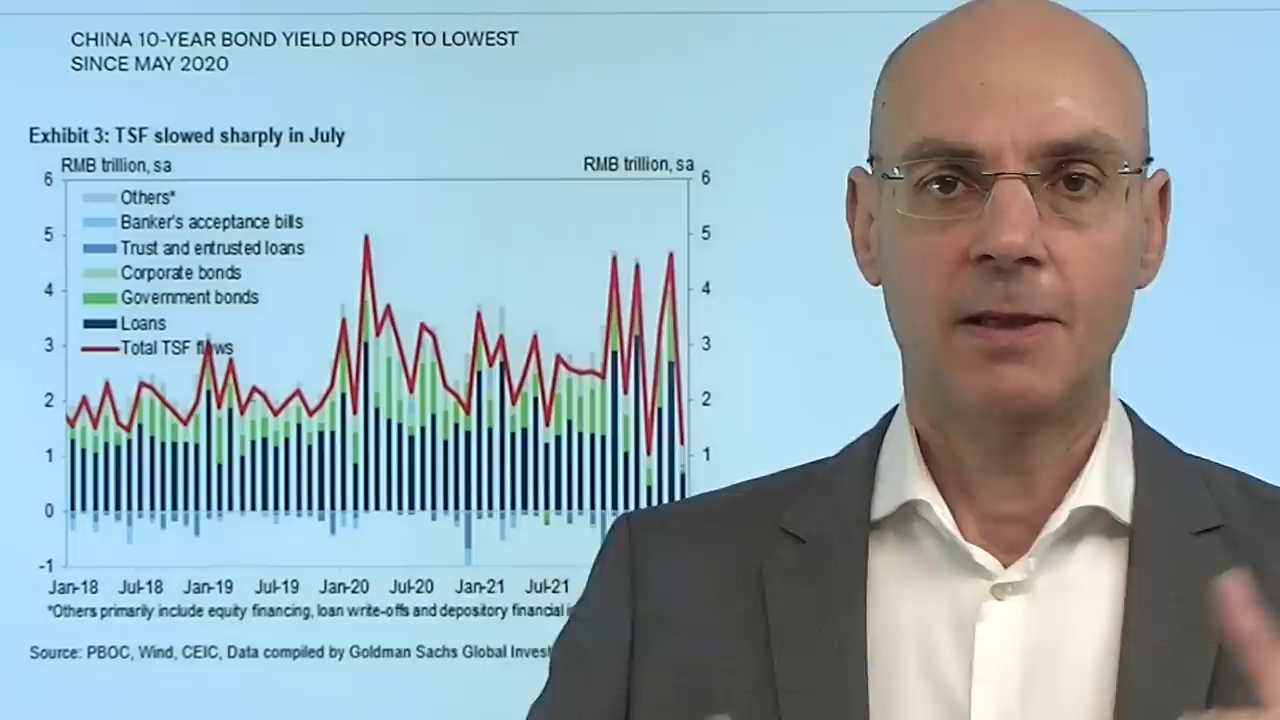 CHINA 10-YEAR BOND YIELD DROPS TO LOWEST
SINCE MAY 2020
Exhibit 3: TSF slowed sharply in July
RMB trillion, sa
RMB trillion, sa
6
5
4
3
2
1
0
-1
6
5
4
3
2
1
Others*
Banker's acceptance bills
Trust and entrusted loans
Corporate bonds
Government bonds
Loans
Total TSF flows
Jan-18 Jul-18 Jan-19 Jul-19 Jan-20 Jul-20 Jan-21 Jul-21
*Others primarily include equity financing, loan write-offs and depository financial
Source: PBOC, Wind, CEIC, Data compiled by Goldman Sachs Global